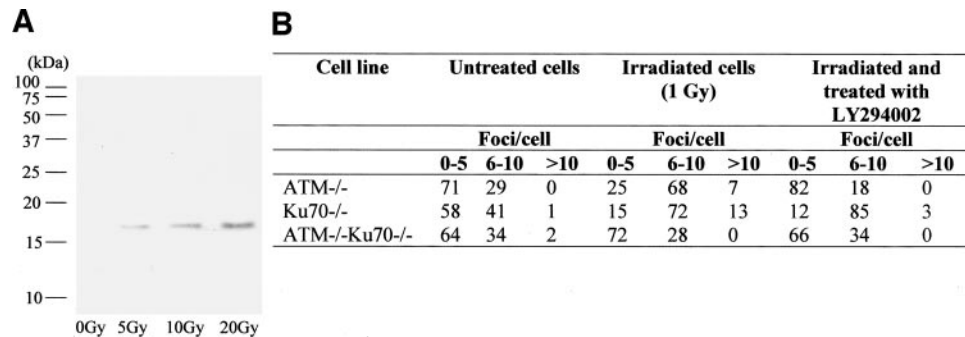 A
(kDa)
100
75
50
37
25
20
15
10
0Gy 5Gy 10Gy 20Gy
B
Cell line Untreated cells Irradiated cells (1 Gy) Irradiated and treated with LY294002
Foci/cell Foci/cell Foci/cell
0-5 6-10 >10 0-5 6-10 >10 0-5 6-10 >10
ATM-/- 71 29 0 25 68 7 82 18 0
Ku70-/- 58 41 1 15 72 13 12 85 3
ATM-/-Ku70-/- 64 34 2 72 28 0 66 34 0